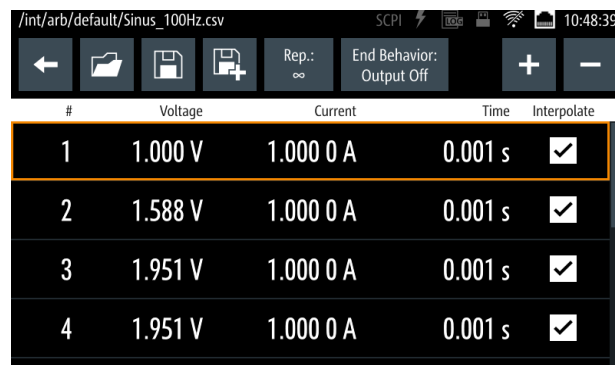 /int/arb/default/Sinus_100Hz.csv SCPI LOG 10:48:39
Rep.: ∞
End Behavior: Output Off
# Voltage Current Time Interpolate
1 1.000 V 1.000 0 A 0.001 s
2 1.588 V 1.000 0 A 0.001 s
3 1.951 V 1.000 0 A 0.001 s
4 1.951 V 1.000 0 A 0.001 s